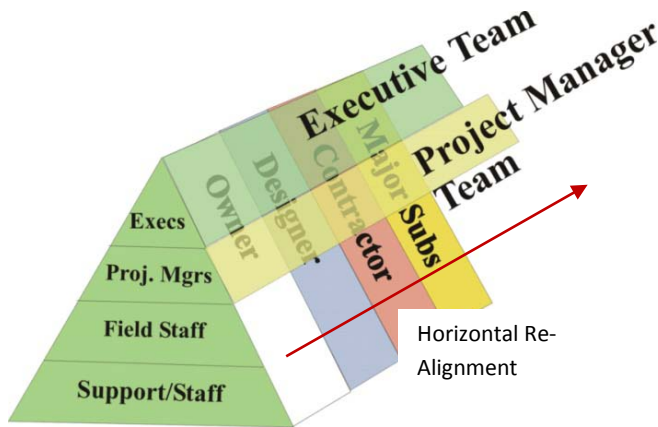 Executive Team
Project Manager
Team
Owner
Designer
Contractor
Major Subs
Execs
Proj. Mgrs
Field Staff
Support/Staff
Horizontal Re-
Alignment